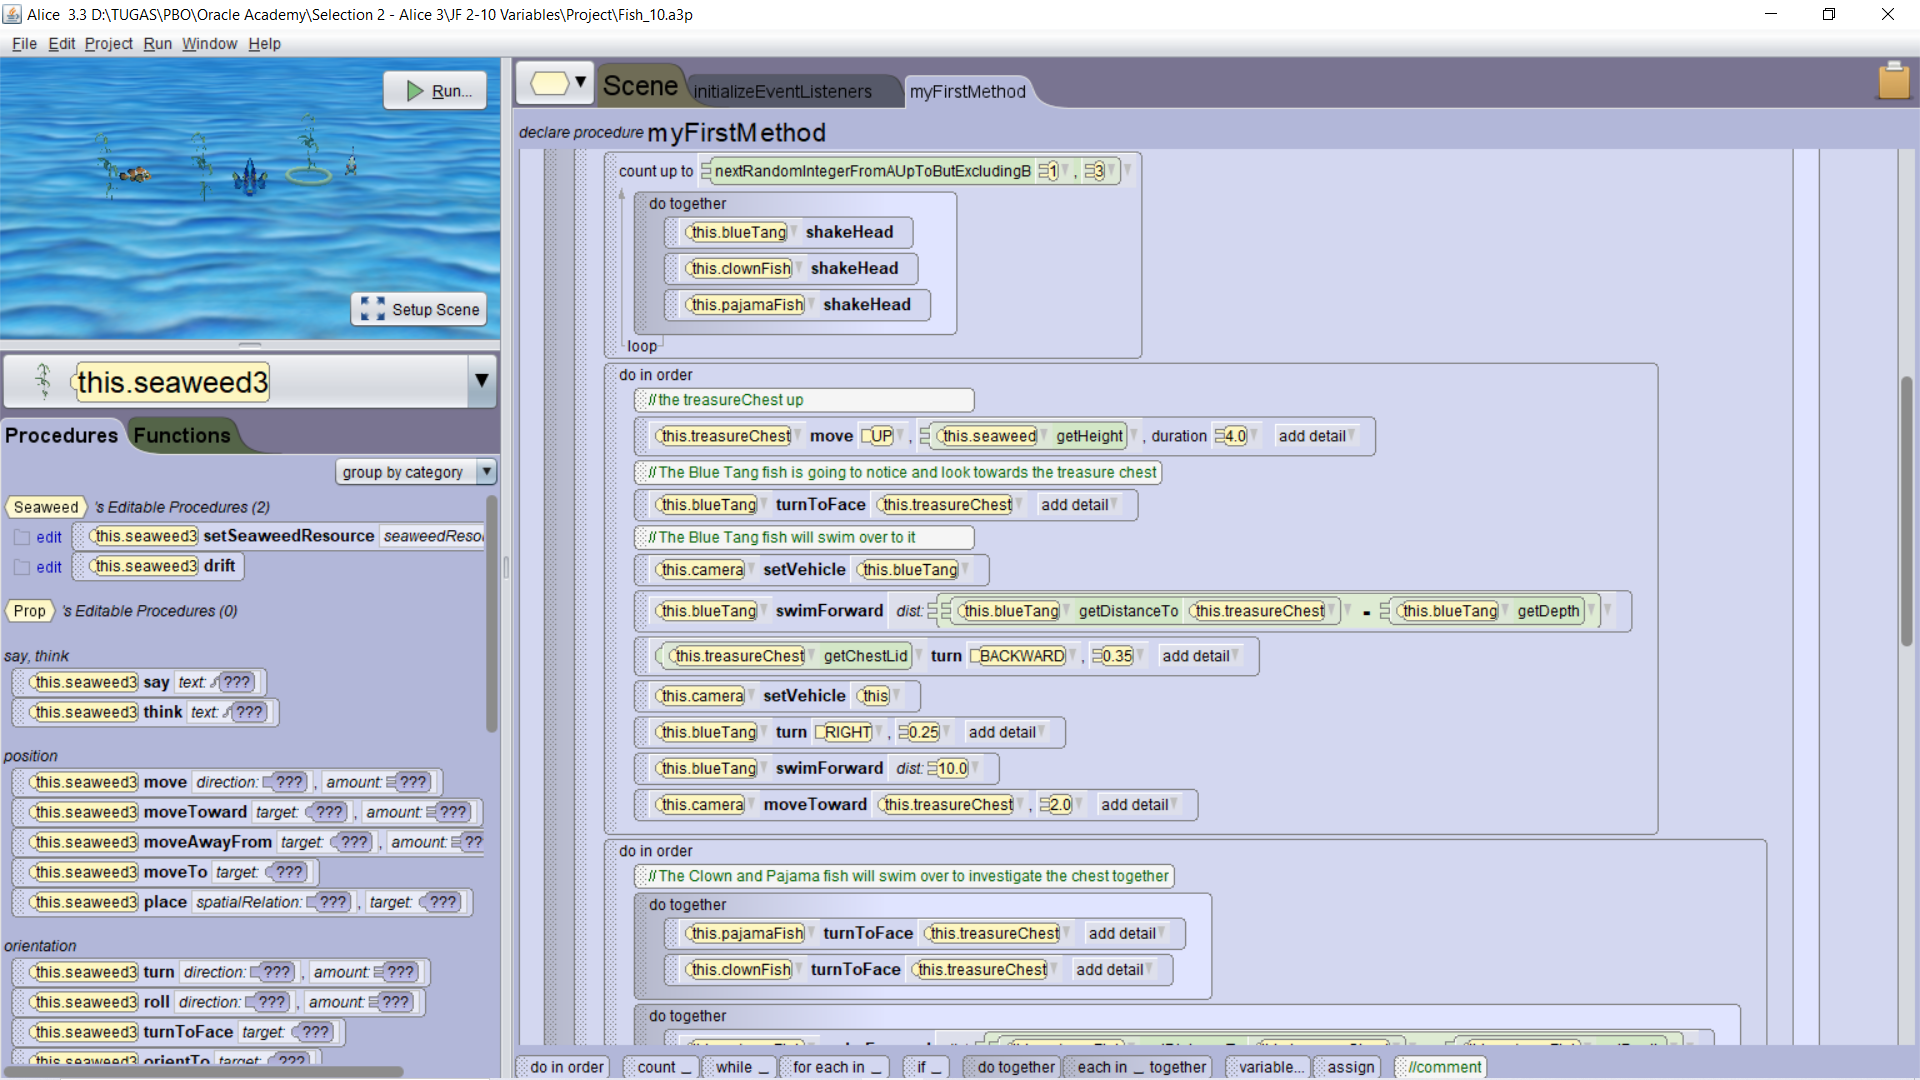 Alice 3.3 D:\TUGAS\PBO\Oracle Academy\Selection 2 - Alice 3\JF 2-10 Variables\Project\Fish_10.a3p
File Edit Project Run Window Help
Run...
Setup Scene
this.seaweed3
Procedures Functions
group by category
Seaweed 's Editable Procedures (2)
edit this.seaweed3 setSeaweedResource seaweedReso
edit this.seaweed3 drift
Prop 's Editable Procedures (0)
say, think
this.seaweed3 say text: ???
this.seaweed3 think text: ???
position
this.seaweed3 move direction: ??? , amount: ???
this.seaweed3 moveToward target: ??? , amount: ???
this.seaweed3 moveAwayFrom target: ??? , amount: ??
this.seaweed3 moveTo target: ???
this.seaweed3 place spatialRelation: ??? , target: ???
orientation
this.seaweed3 turn direction: ??? , amount: ???
this.seaweed3 roll direction: ??? , amount: ???
this.seaweed3 turnToFace target: ???
this.seaweed3 orientTo target: ???
Scene initializeEventListeners myFirstMethod
declare procedure myFirstMethod
count up to nextRandomIntegerFromAUpToButExcludingB 1 , 3
do together
this.blueTang shakeHead
this.clownFish shakeHead
this.pajamaFish shakeHead
loop
do in order
//the treasureChest up
this.treasureChest move UP , this.seaweed getHeight , duration 4.0 add detail
//The Blue Tang fish is going to notice and look towards the treasure chest
this.blueTang turnToFace this.treasureChest add detail
//The Blue Tang fish will swim over to it
this.camera setVehicle this.blueTang
this.blueTang swimForward dist: this.blueTang getDistanceTo this.treasureChest - this.blueTang getDepth
this.treasureChest getChestLid turn BACKWARD , 0.35 add detail
this.camera setVehicle this
this.blueTang turn RIGHT , 0.25 add detail
this.blueTang swimForward dist: 10.0
this.camera moveToward this.treasureChest , 2.0 add detail
do in order
//The Clown and Pajama fish will swim over to investigate the chest together
do together
this.pajamaFish turnToFace this.treasureChest add detail
this.clownFish turnToFace this.treasureChest add detail
do together
do in order count _ while _ for each in _ if _ do together each in _ together variable... assign //comment